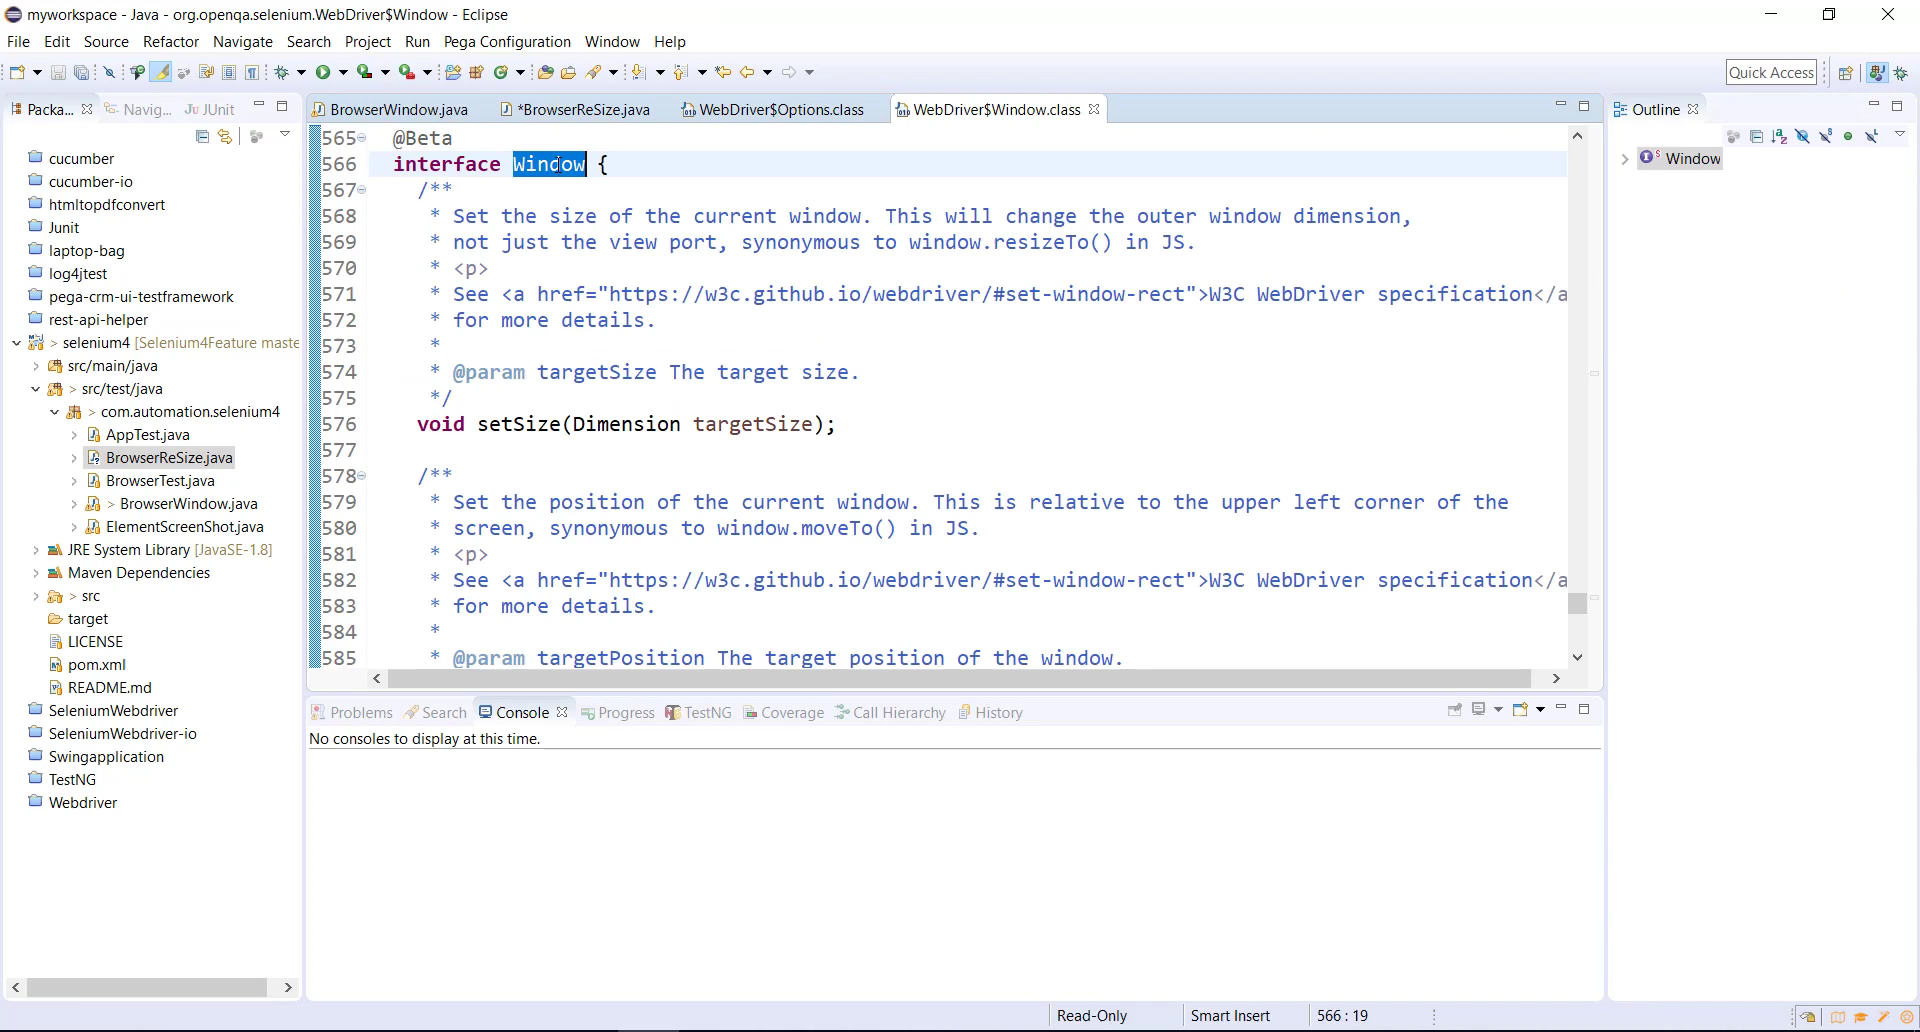 myworkspace - Java - org.openqa.selenium.WebDriver$Window - Eclipse
File Edit Source Refactor Navigate Search Project Run Pega Configuration Window Help
Quick Access
Packa... Navig... JUnit
cucumber
cucumber-io
htmltopdfconvert
Junit
laptop-bag
log4jtest
pega-crm-ui-testframework
rest-api-helper
> selenium4 [Selenium4Feature maste
src/main/java
> src/test/java
> com.automation.selenium4
AppTest.java
BrowserReSize.java
BrowserTest.java
> BrowserWindow.java
ElementScreenShot.java
JRE System Library [JavaSE-1.8]
Maven Dependencies
> src
target
LICENSE
pom.xml
README.md
SeleniumWebdriver
SeleniumWebdriver-io
Swingapplication
TestNG
Webdriver
BrowserWindow.java *BrowserReSize.java WebDriver$Options.class WebDriver$Window.class
565 @Beta
566 interface Window {
567 /**
568 * Set the size of the current window. This will change the outer window dimension,
569 * not just the view port, synonymous to window.resizeTo() in JS.
570 * <p>
571 * See <a href="https://w3c.github.io/webdriver/#set-window-rect">W3C WebDriver specification</a
572 * for more details.
573 *
574 * @param targetSize The target size.
575 */
576 void setSize(Dimension targetSize);
577
578 /**
579 * Set the position of the current window. This is relative to the upper left corner of the
580 * screen, synonymous to window.moveTo() in JS.
581 * <p>
582 * See <a href="https://w3c.github.io/webdriver/#set-window-rect">W3C WebDriver specification</a
583 * for more details.
584 *
585 * @param targetPosition The target position of the window.
Problems Search Console Progress TestNG Coverage Call Hierarchy History
No consoles to display at this time.
Outline
Window
Read-Only Smart Insert 566 : 19